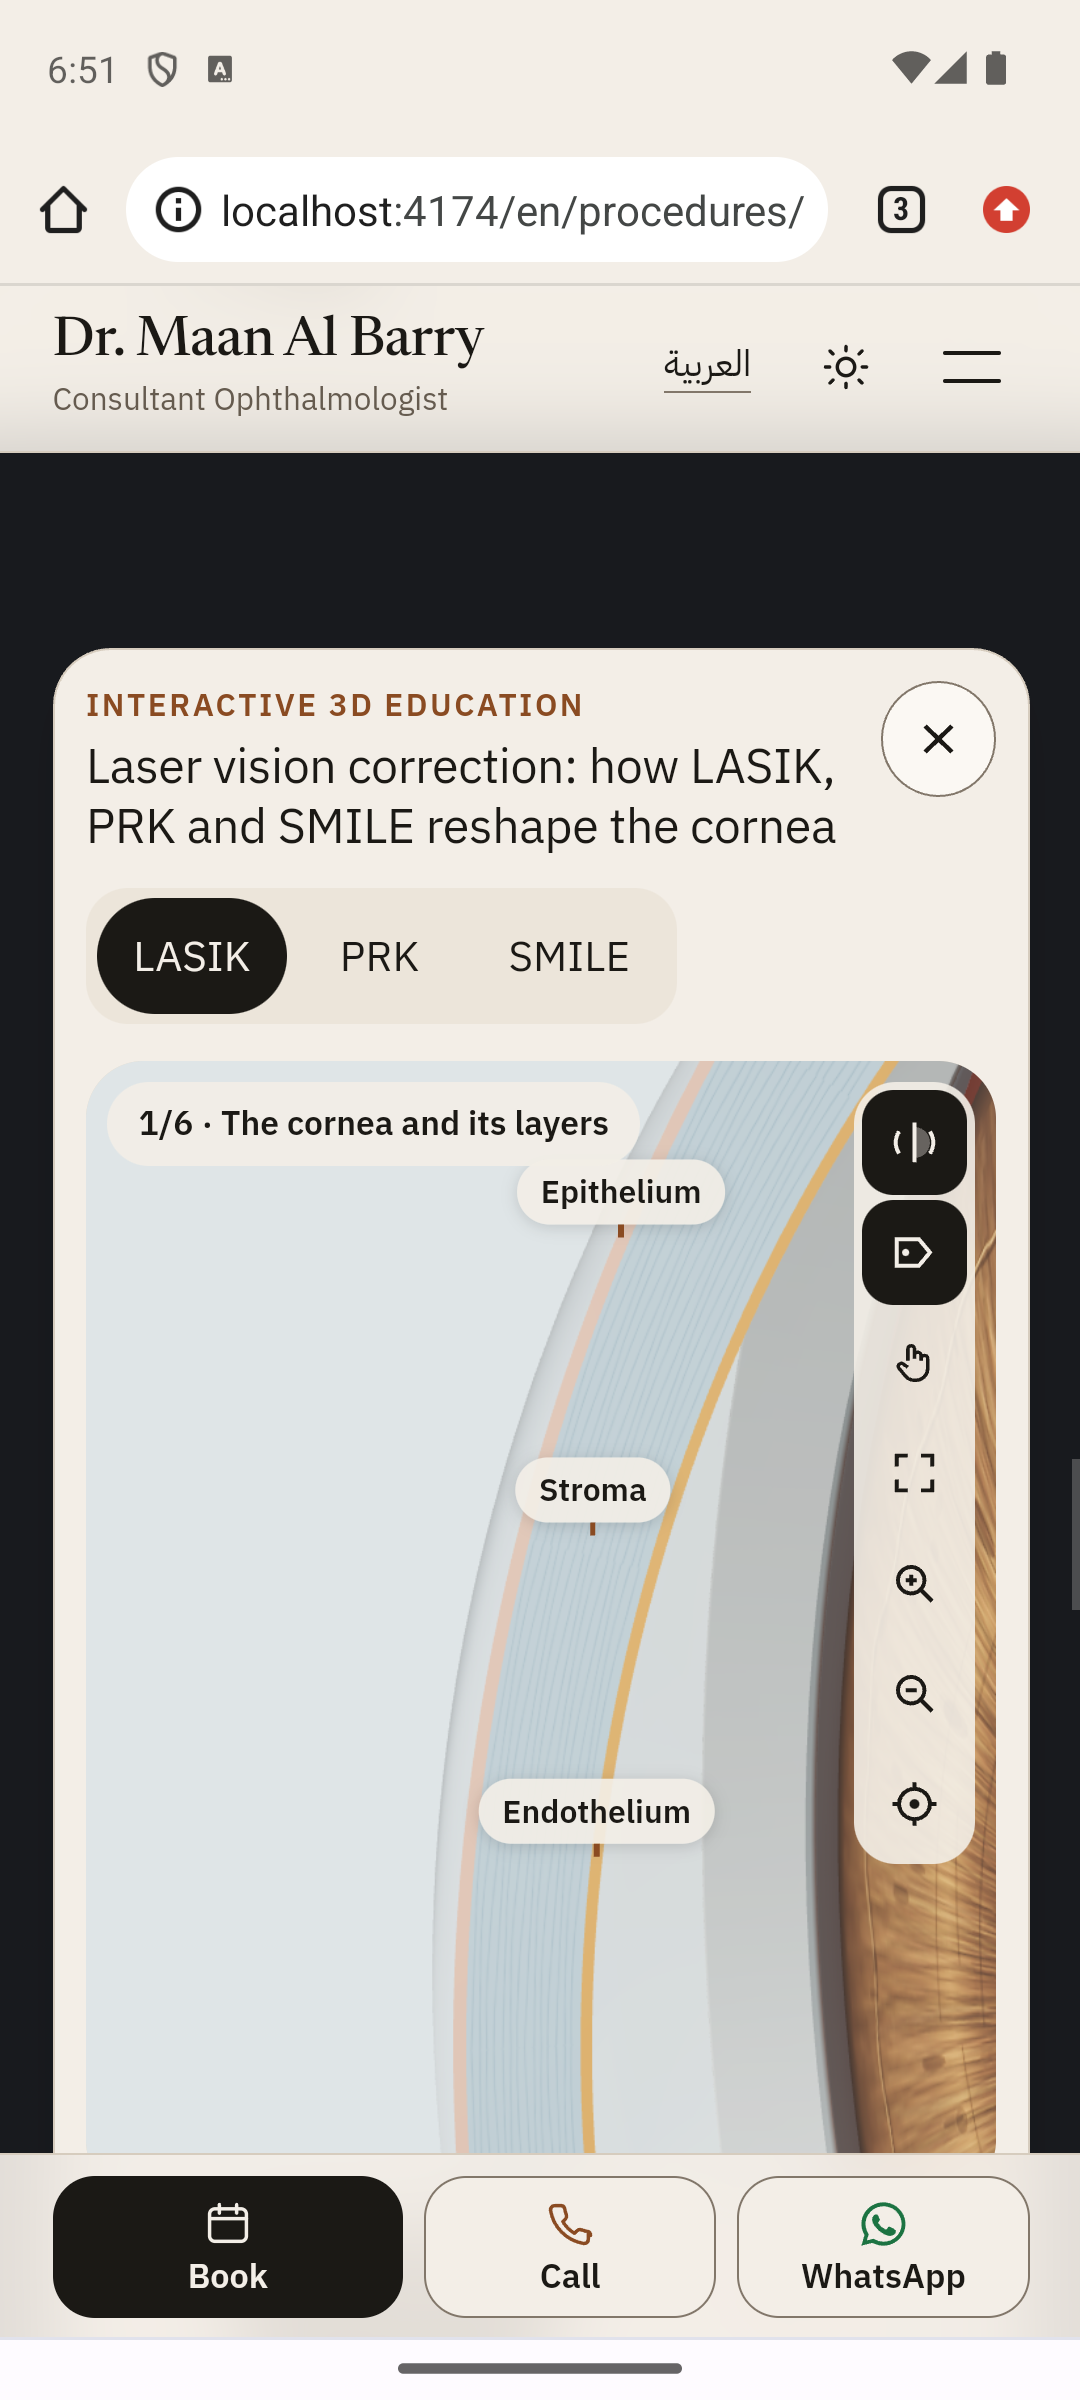 6:51
localhost:4174/en/procedures/
3
Dr. Maan Al Barry
Consultant Ophthalmologist
العربية
INTERACTIVE 3D EDUCATION
Laser vision correction: how LASIK,
PRK and SMILE reshape the cornea
LASIK PRK SMILE
1/6 · The cornea and its layers
Epithelium
Stroma
Endothelium
Book Call WhatsApp